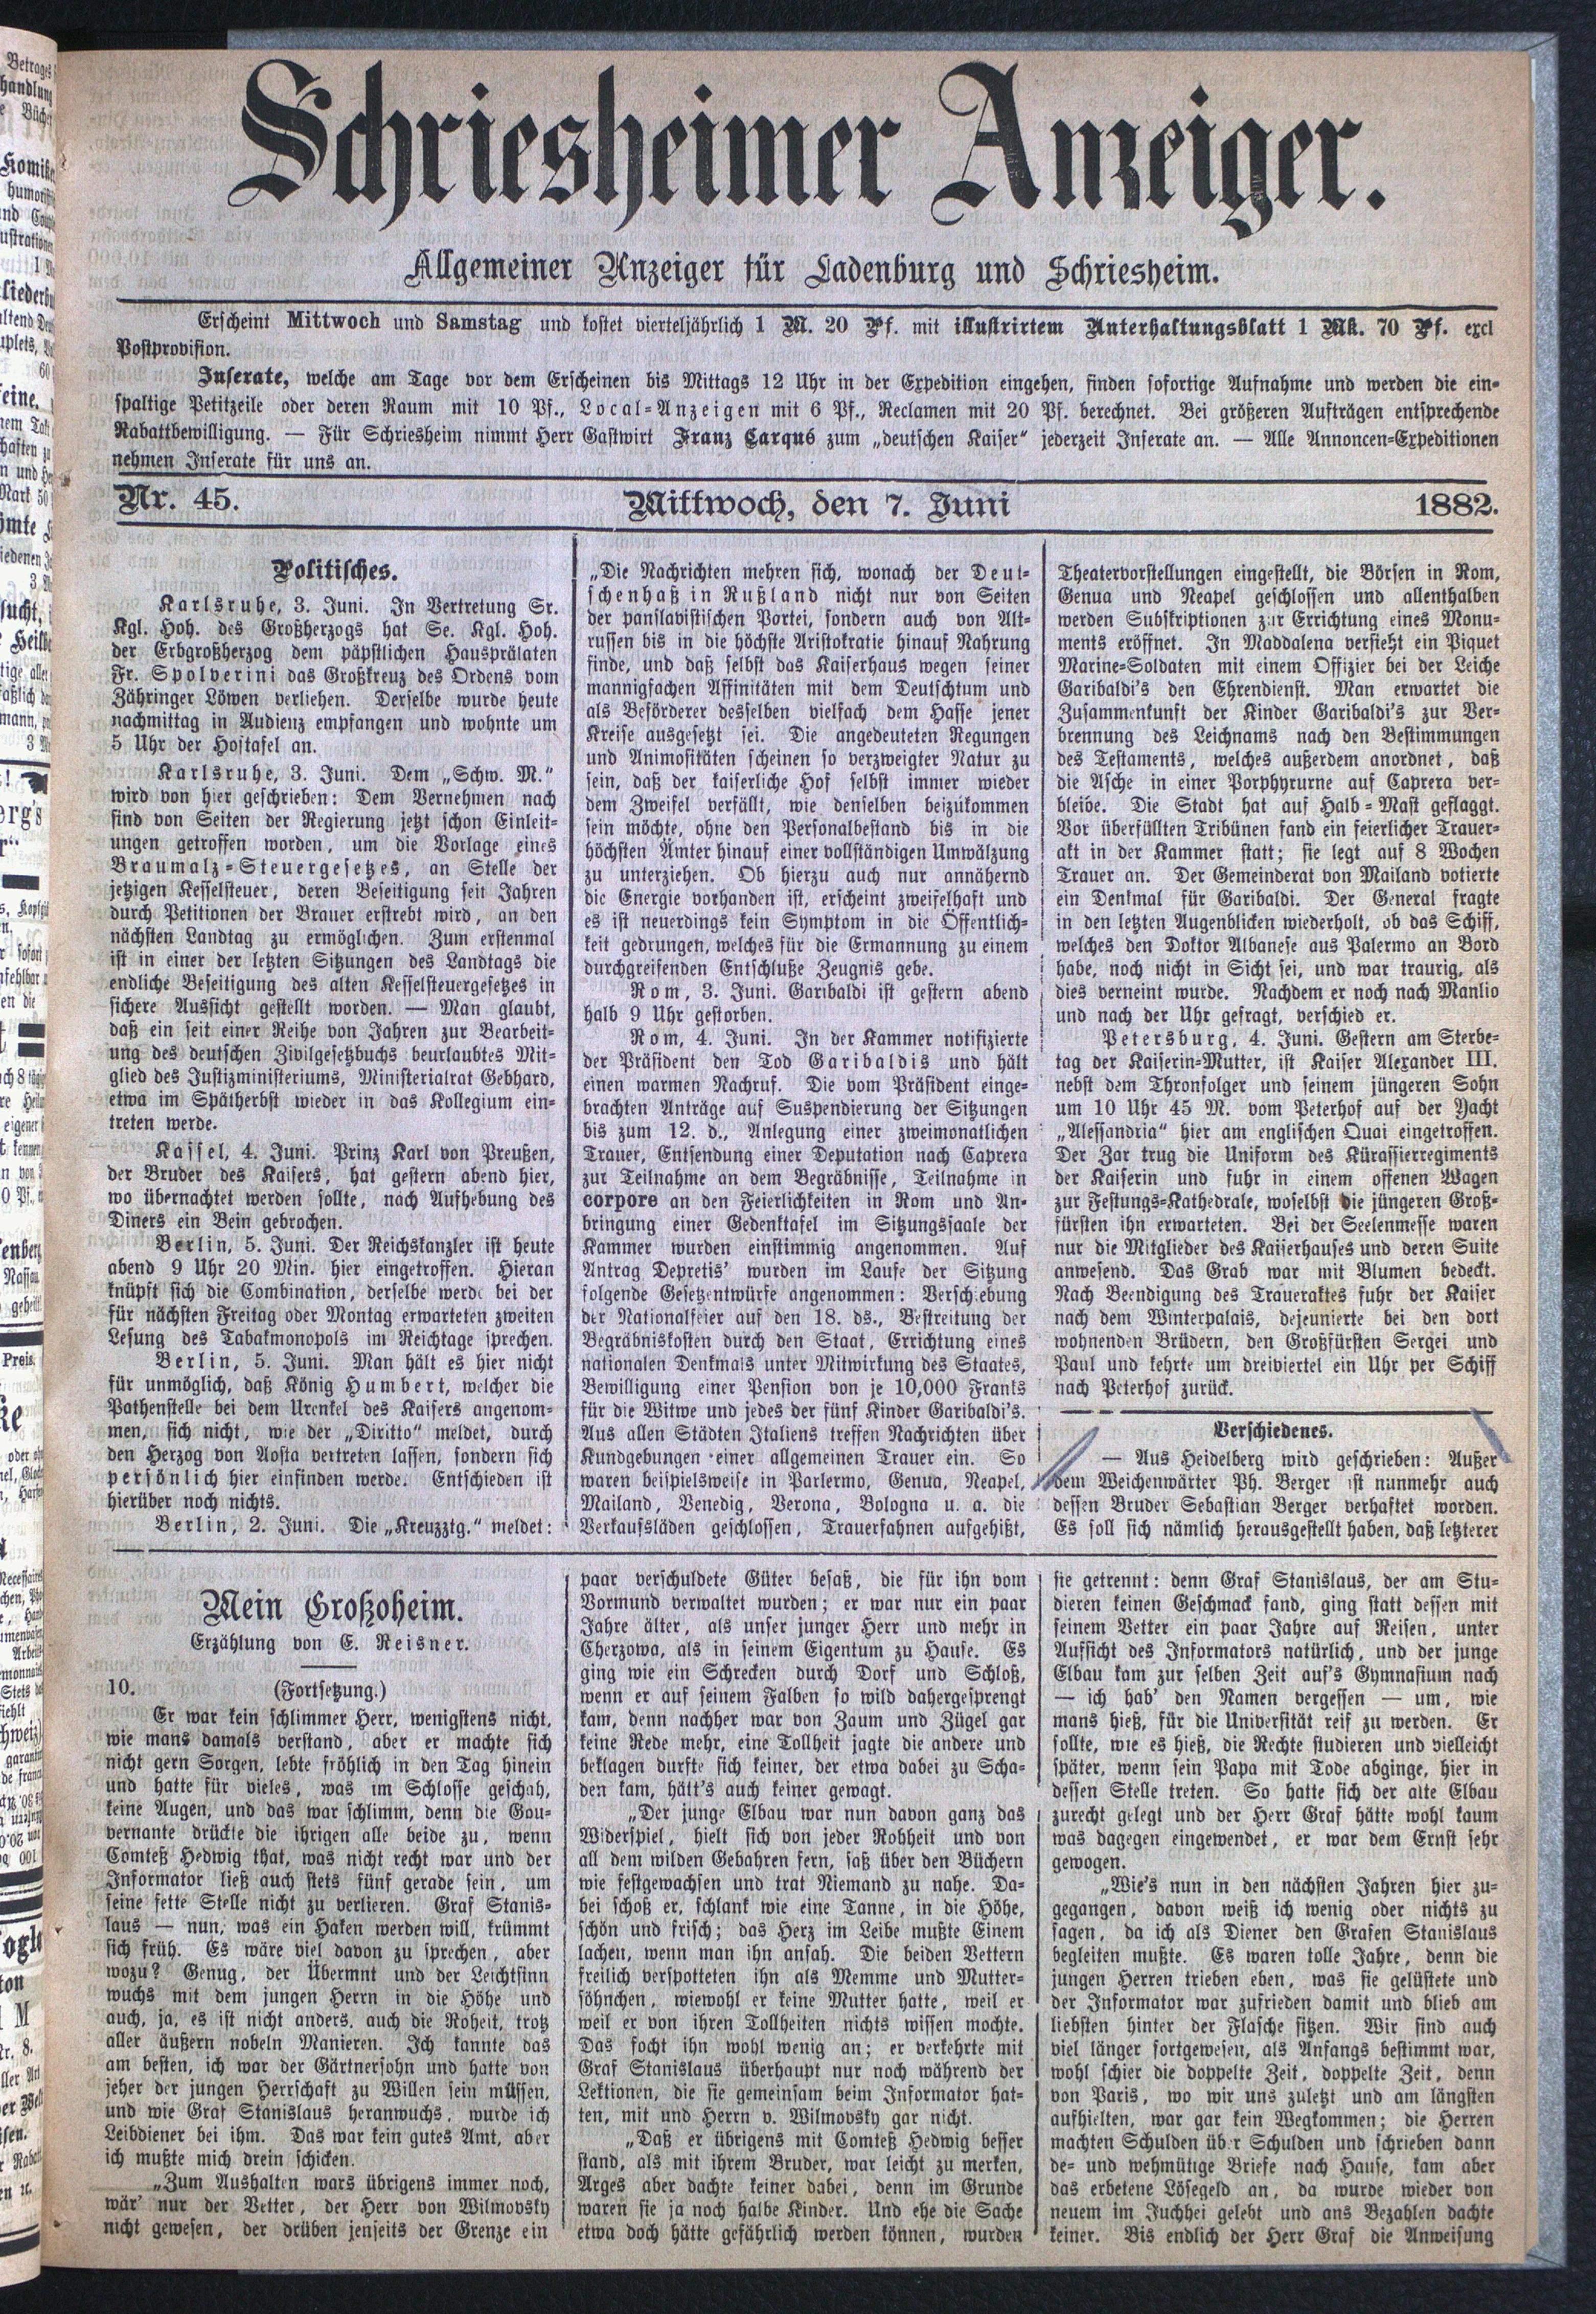 Schriesheimer Anzeiger.
Allgemeiner Anzeiger für Ladenburg und Schriesheim.
Erscheint Mittwoch und Samstag und kostet vierteljährlich 1 M. 20 Pf. mit illustrirtem Unterhaltungsblatt 1 Mk. 70 Pf. excl
Postprovision.
Inserate, welche am Tage vor dem Erscheinen bis Mittags 12 Uhr in der Expedition eingehen, finden sofortige Aufnahme und werden die ein-
spaltige Petitzeile oder deren Raum mit 10 Pf., Local-Anzeigen mit 6 Pf., Reclamen mit 20 Pf. berechnet. Bei größeren Aufträgen entsprechende
Rabattbewilligung. — Für Schriesheim nimmt Herr Gastwirt Franz Carqué zum „deutschen Kaiser“ jederzeit Inserate an. — Alle Annoncen-Expeditionen
nehmen Inserate für uns an.
Nr. 45. Mittwoch, den 7. Juni 1882.
Politisches.
Karlsruhe, 3. Juni. In Vertretung Sr.
Kgl. Hoh. des Großherzogs hat Se. Kgl. Hoh.
der Erbgroßherzog dem päpstlichen Hausprälaten
Fr. Spolverini das Großkreuz des Ordens vom
Zähringer Löwen verliehen. Derselbe wurde heute
nachmittag in Audienz empfangen und wohnte um
5 Uhr der Hoftafel an.
Karlsruhe, 3. Juni. Dem „Schw. M.“
wird von hier geschrieben: Dem Vernehmen nach
sind von Seiten der Regierung jetzt schon Einleit-
ungen getroffen worden, um die Vorlage eines
Braumalz-Steuergesetzes, an Stelle der
jetzigen Kesselsteuer, deren Beseitigung seit Jahren
durch Petitionen der Brauer erstrebt wird, an den
nächsten Landtag zu ermöglichen. Zum erstenmal
ist in einer der letzten Sitzungen des Landtags die
endliche Beseitigung des alten Kesselsteuergesetzes in
sichere Aussicht gestellt worden. — Man glaubt,
daß ein seit einer Reihe von Jahren zur Bearbeit-
ung des deutschen Zivilgesetzbuchs beurlaubtes Mit-
glied des Justizministeriums, Ministerialrat Gebhard,
etwa im Spätherbst wieder in das Kollegium ein-
treten werde.
Kassel, 4. Juni. Prinz Karl von Preußen,
der Bruder des Kaisers, hat gestern abend hier,
wo übernachtet werden sollte, nach Aufhebung des
Diners ein Bein gebrochen.
Berlin, 5. Juni. Der Reichskanzler ist heute
abend 9 Uhr 20 Min. hier eingetroffen. Hieran
knüpft sich die Combination, derselbe werde bei der
für nächsten Freitag oder Montag erwarteten zweiten
Lesung des Tabakmonopols im Reichtage sprechen.
Berlin, 5. Juni. Man hält es hier nicht
für unmöglich, daß König Humbert, welcher die
Pathenstelle bei dem Urenkel des Kaisers angenom-
men, sich nicht, wie der „Diritto“ meldet, durch
den Herzog von Aosta vertreten lassen, sondern sich
persönlich hier einfinden werde. Entschieden ist
hierüber noch nichts.
Berlin, 2. Juni. Die „Kreuzztg.“ meldet:
„Die Nachrichten mehren sich, wonach der Deut-
schenhaß in Rußland nicht nur von Seiten
der panslavistischen Partei, sondern auch von Alt-
russen bis in die höchste Aristokratie hinauf Nahrung
finde, und daß selbst das Kaiserhaus wegen seiner
mannigfachen Affinitäten mit dem Deutschtum und
als Beförderer desselben vielfach dem Hasse jener
Kreise ausgesetzt sei. Die angedeuteten Regungen
und Animositäten scheinen so verzweigter Natur zu
sein, daß der kaiserliche Hof selbst immer wieder
dem Zweifel verfällt, wie denselben beizukommen
sein möchte, ohne den Personalbestand bis in die
höchsten Ämter hinauf einer vollständigen Umwälzung
zu unterziehen. Ob hierzu auch nur annähernd
die Energie vorhanden ist, erscheint zweifelhaft und
es ist neuerdings kein Symptom in die Öffentlich-
keit gedrungen, welches für die Ermannung zu einem
durchgreifenden Entschluße Zeugnis gebe.
Rom, 3. Juni. Garibaldi ist gestern abend
halb 9 Uhr gestorben.
Rom, 4. Juni. In der Kammer notifizierte
der Präsident den Tod Garibaldis und hält
einen warmen Nachruf. Die vom Präsident einge-
brachten Anträge auf Suspendierung der Sitzungen
bis zum 12. d., Anlegung einer zweimonatlichen
Trauer, Entsendung einer Deputation nach Caprera
zur Teilnahme an dem Begräbnisse, Teilnahme in
corpore an den Feierlichkeiten in Rom und An-
bringung einer Gedenktafel im Sitzungssaale der
Kammer wurden einstimmig angenommen. Auf
Antrag Depretis' wurden im Laufe der Sitzung
folgende Gesetzentwürfe angenommen: Verschiebung
der Nationalfeier auf den 18. ds., Bestreitung der
Begräbniskosten durch den Staat, Errichtung eines
nationalen Denkmals unter Mitwirkung des Staates,
Bewilligung einer Pension von je 10,000 Franks
für die Witwe und jedes der fünf Kinder Garibaldi's.
Aus allen Städten Italiens treffen Nachrichten über
Kundgebungen einer allgemeinen Trauer ein. So
waren beispielsweise in Parlermo, Genua, Neapel,
Mailand, Venedig, Verona, Bologna u. a. die
Verkaufsläden geschlossen, Trauerfahnen aufgehißt,
Theatervorstellungen eingestellt, die Börsen in Rom,
Genua und Neapel geschlossen und allenthalben
werden Subskriptionen zur Errichtung eines Monu-
ments eröffnet. In Maddalena versieht ein Piquet
Marine-Soldaten mit einem Offizier bei der Leiche
Garibaldi's den Ehrendienst. Man erwartet die
Zusammenkunft der Kinder Garibaldi's zur Ver-
brennung des Leichnams nach den Bestimmungen
des Testaments, welches außerdem anordnet, daß
die Asche in einer Porphyrurne auf Caprera ver-
bleibe. Die Stadt hat auf Halb-Mast geflaggt.
Vor überfüllten Tribünen fand ein feierlicher Trauer-
akt in der Kammer statt; sie legt auf 8 Wochen
Trauer an. Der Gemeinderat von Mailand votierte
ein Denkmal für Garibaldi. Der General fragte
in den letzten Augenblicken wiederholt, ob das Schiff,
welches den Doktor Albanese aus Palermo an Bord
habe, noch nicht in Sicht sei, und war traurig, als
dies verneint wurde. Nachdem er noch nach Manlio
und nach der Uhr gefragt, verschied er.
Petersburg, 4. Juni. Gestern am Sterbe-
tag der Kaiserin-Mutter, ist Kaiser Alexander III.
nebst dem Thronfolger und seinem jüngeren Sohn
um 10 Uhr 45 M. vom Peterhof auf der Yacht
„Alessandria“ hier am englischen Quai eingetroffen.
Der Zar trug die Uniform des Kürassierregiments
der Kaiserin und fuhr in einem offenen Wagen
zur Festungs-Kathedrale, woselbst die jüngeren Groß-
fürsten ihn erwarteten. Bei der Seelenmesse waren
nur die Mitglieder des Kaiserhauses und deren Suite
anwesend. Das Grab war mit Blumen bedeckt.
Nach Beendigung des Traueraktes fuhr der Kaiser
nach dem Winterpalais, dejeunierte bei den dort
wohnenden Brüdern, den Großfürsten Sergei und
Paul und kehrte um dreiviertel ein Uhr per Schiff
nach Peterhof zurück.
Verschiedenes.
— Aus Heidelberg wird geschrieben: Außer
dem Weichenwärter Ph. Berger ist nunmehr auch
dessen Bruder Sebastian Berger verhaftet worden.
Es soll sich nämlich herausgestellt haben, daß letzterer
Mein Großoheim.
Erzählung von E. Reisner.
10. (Fortsetzung.)
Er war kein schlimmer Herr, wenigstens nicht,
wie mans damals verstand, aber er machte sich
nicht gern Sorgen, lebte fröhlich in den Tag hinein
und hatte für vieles, was im Schlosse geschah,
keine Augen, und das war schlimm, denn die Gou-
vernante drückte die ihrigen alle beide zu, wenn
Comteß Hedwig that, was nicht recht war und der
Informator ließ auch stets fünf gerade sein, um
seine fette Stelle nicht zu verlieren. Graf Stanis-
laus — nun, was ein Haken werden will, krümmt
sich früh. Es wäre viel davon zu sprechen, aber
wozu? Genug, der Übermnt und der Leichtsinn
wuchs mit dem jungen Herrn in die Höhe und
auch, ja, es ist nicht anders, auch die Roheit, trotz
aller äußern nobeln Manieren. Ich kannte das
am besten, ich war der Gärtnersohn und hatte von
jeher der jungen Herrschaft zu Willen sein müssen,
und wie Graf Stanislaus heranwuchs, wurde ich
Leibdiener bei ihm. Das war kein gutes Amt, aber
ich mußte mich drein schicken.
„Zum Aushalten wars übrigens immer noch,
wär' nur der Vetter, der Herr von Wilmovsky
nicht gewesen, der drüben jenseits der Grenze ein
paar verschuldete Güter besaß, die für ihn vom
Vormund verwaltet wurden; er war nur ein paar
Jahre älter, als unser junger Herr und mehr in
Cherzowa, als in seinem Eigentum zu Hause. Es
ging wie ein Schrecken durch Dorf und Schloß,
wenn er auf seinem Falben so wild dahergesprengt
kam, denn nachher war von Zaum und Zügel gar
keine Rede mehr, eine Tollheit jagte die andere und
beklagen durfte sich keiner, der etwa dabei zu Scha-
den kam, hätt's auch keiner gewagt.
„Der junge Elbau war nun davon ganz das
Widerspiel, hielt sich von jeder Rohheit und von
all dem wilden Gebahren fern, saß über den Büchern
wie festgewachsen und trat Niemand zu nahe. Da-
bei schoß er, schlank wie eine Tanne, in die Höhe,
schön und frisch; das Herz im Leibe mußte Einem
lachen, wenn man ihn ansah. Die beiden Vettern
freilich verspotteten ihn als Memme und Mutter-
söhnchen, wiewohl er keine Mutter hatte, weil er
weil er von ihren Tollheiten nichts wissen mochte.
Das focht ihn wohl wenig an; er verkehrte mit
Graf Stanislaus überhaupt nur noch während der
Lektionen, die sie gemeinsam beim Informator hat-
ten, mit und Herrn v. Wilmovsky gar nicht.
„Daß er übrigens mit Comteß Hedwig besser
stand, als mit ihrem Bruder, war leicht zu merken,
Arges aber dachte keiner dabei, denn im Grunde
waren sie ja noch halbe Kinder. Und ehe die Sache
etwa doch hätte gefährlich werden können, wurden
sie getrennt: denn Graf Stanislaus, der am Stu-
dieren keinen Geschmack fand, ging statt dessen mit
seinem Vetter ein paar Jahre auf Reisen, unter
Aufsicht des Informators natürlich, und der junge
Elbau kam zur selben Zeit auf's Gymnasium nach
— ich hab' den Namen vergessen — um, wie
mans hieß, für die Universität reif zu werden. Er
sollte, wie es hieß, die Rechte studieren und vielleicht
später, wenn sein Papa mit Tode abginge, hier in
dessen Stelle treten. So hatte sich der alte Elbau
zurecht gelegt und der Herr Graf hätte wohl kaum
was dagegen eingewendet, er war dem Ernst sehr
gewogen.
„Wie's nun in den nächsten Jahren hier zu-
gegangen, davon weiß ich wenig oder nichts zu
sagen, da ich als Diener den Grafen Stanislaus
begleiten mußte. Es waren tolle Jahre, denn die
jungen Herren trieben eben, was sie gelüstete und
der Informator war zufrieden damit und blieb am
liebsten hinter der Flasche sitzen. Wir sind auch
viel länger fortgewesen, als Anfangs bestimmt war,
wohl schier die doppelte Zeit, doppelte Zeit, denn
von Paris, wo wir uns zuletzt und am längsten
aufhielten, war gar kein Wegkommen; die Herren
machten Schulden über Schulden und schrieben dann
de- und wehmütige Briefe nach Hause, kam aber
das erbetene Lösegeld an, da wurde wieder von
neuem im Juchhei gelebt und ans Bezahlen dachte
keiner. Bis endlich der Herr Graf die Anweisung